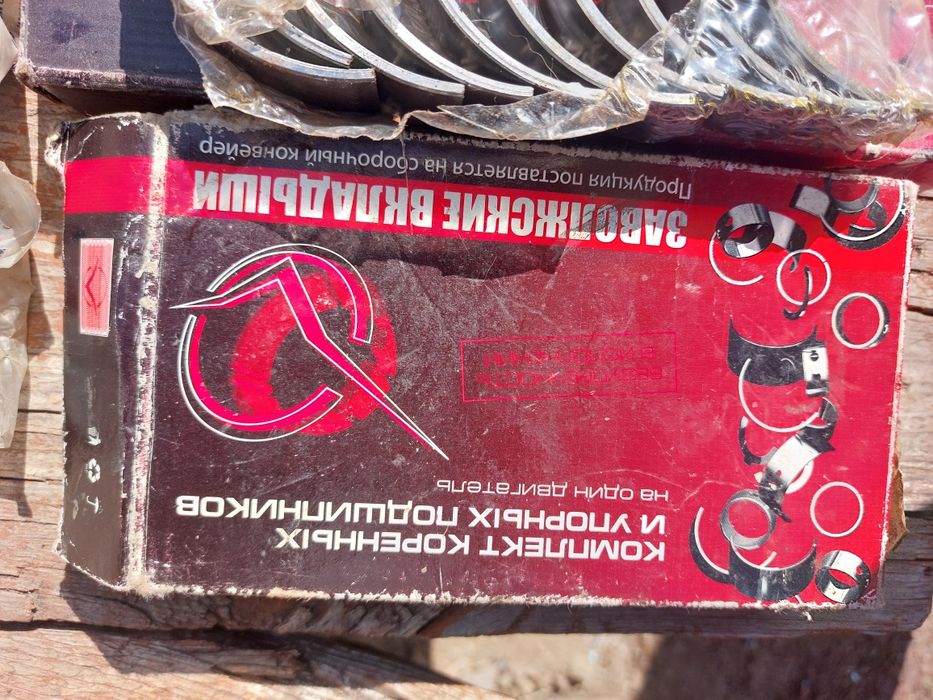 КОМПЛЕКТ КОРЕННЫХ
И УПОРНЫХ ПОДШИПНИКОВ
на один двигатель
ЗАВОЛЖСКИЕ ВКЛАДЫШИ
Продукция поставляется на сборочный конвейер